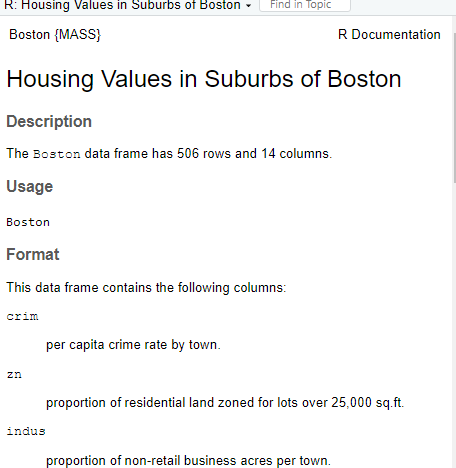 R: Housing Values in Suburbs of Boston
Find in Topic
Boston {MASS}
R Documentation
Housing Values in Suburbs of Boston
Description
The Boston data frame has 506 rows and 14 columns.
Usage
Boston
Format
This data frame contains the following columns:
crim
per capita crime rate by town.
zn
proportion of residential land zoned for lots over 25,000 sq.ft.
indus
proportion of non-retail business acres per town.